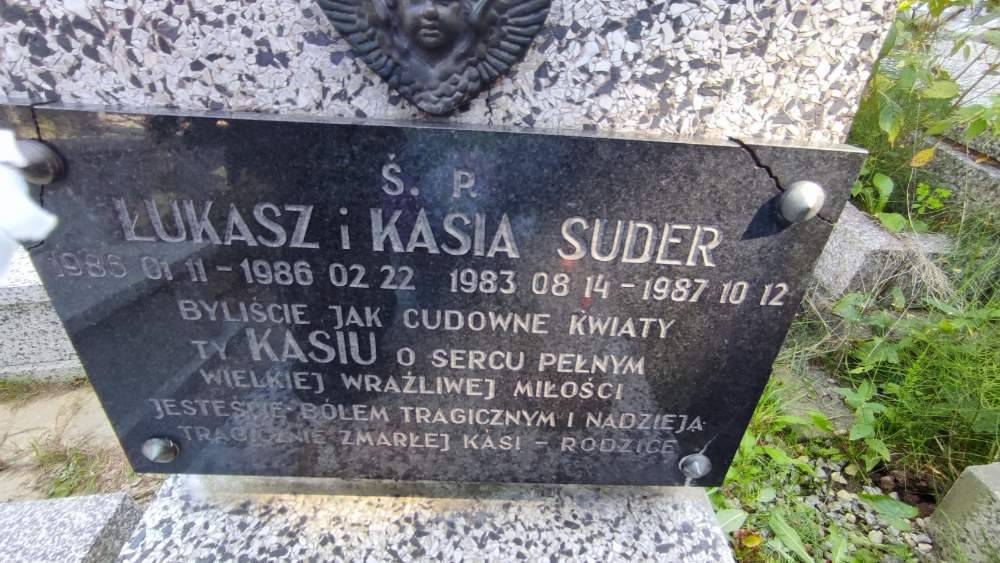 Ś. P.
ŁUKASZ i KASIA SUDER
1986 01 11 - 1986 02 22 1983 08 14 - 1987 10 12
BYLIŚCIE JAK CUDOWNE KWIATY
TY KASIU O SERCU PEŁNYM
WIELKIEJ WRAŻLIWEJ MIŁOŚCI
JESTEŚCIE BÓLEM TRAGICZNYM I NADZIEJĄ
TRAGICZNIE ZMARŁEJ KASI - RODZICE